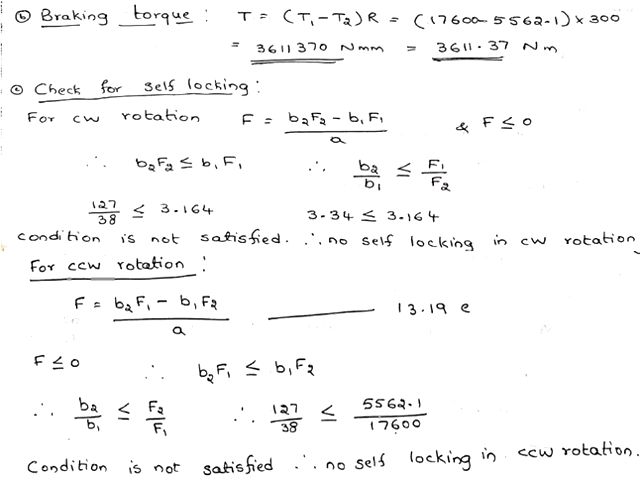 ⓑ Braking torque : T = (T₁ - T₂) R = (17600 - 5562.1) × 300
= 3611370 Nmm = 3611.37 Nm
ⓒ Check for self locking :
For cw rotation F = (b₂F₂ - b₁F₁) / a & F ≤ 0
∴ b₂F₂ ≤ b₁F₁ ∴ b₂/b₁ ≤ F₁/F₂
127/38 ≤ 3.164 3.34 ≤ 3.164
condition is not satisfied. ∴ no self locking in cw rotation
For ccw rotation :
F = (b₂F₁ - b₁F₂) / a ——— 13.19 e
F ≤ 0 ∴ b₂F₁ ≤ b₁F₂
∴ b₂/b₁ ≤ F₂/F₁ ∴ 127/38 ≤ 5562.1/17600
Condition is not satisfied ∴ no self locking in ccw rotation.